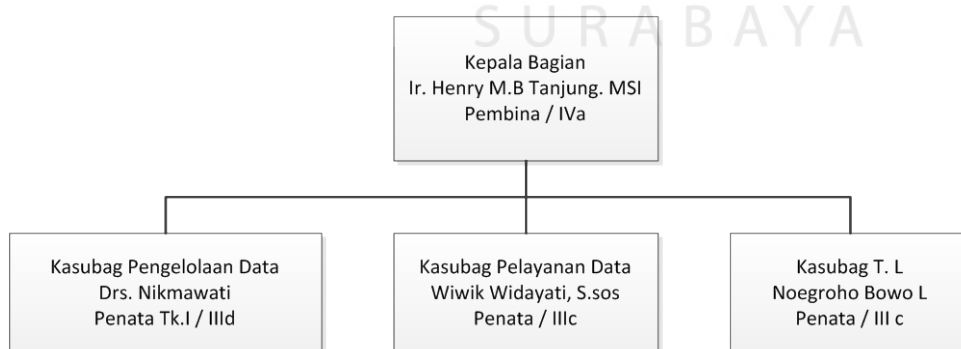 SURABAYA
Kepala Bagian
Ir. Henry M.B Tanjung. MSI
Pembina / IVa
Kasubag Pengelolaan Data
Drs. Nikmawati
Penata Tk.I / IIId
Kasubag Pelayanan Data
Wiwik Widayati, S.sos
Penata / IIIc
Kasubag T. L
Noegroho Bowo L
Penata / III c